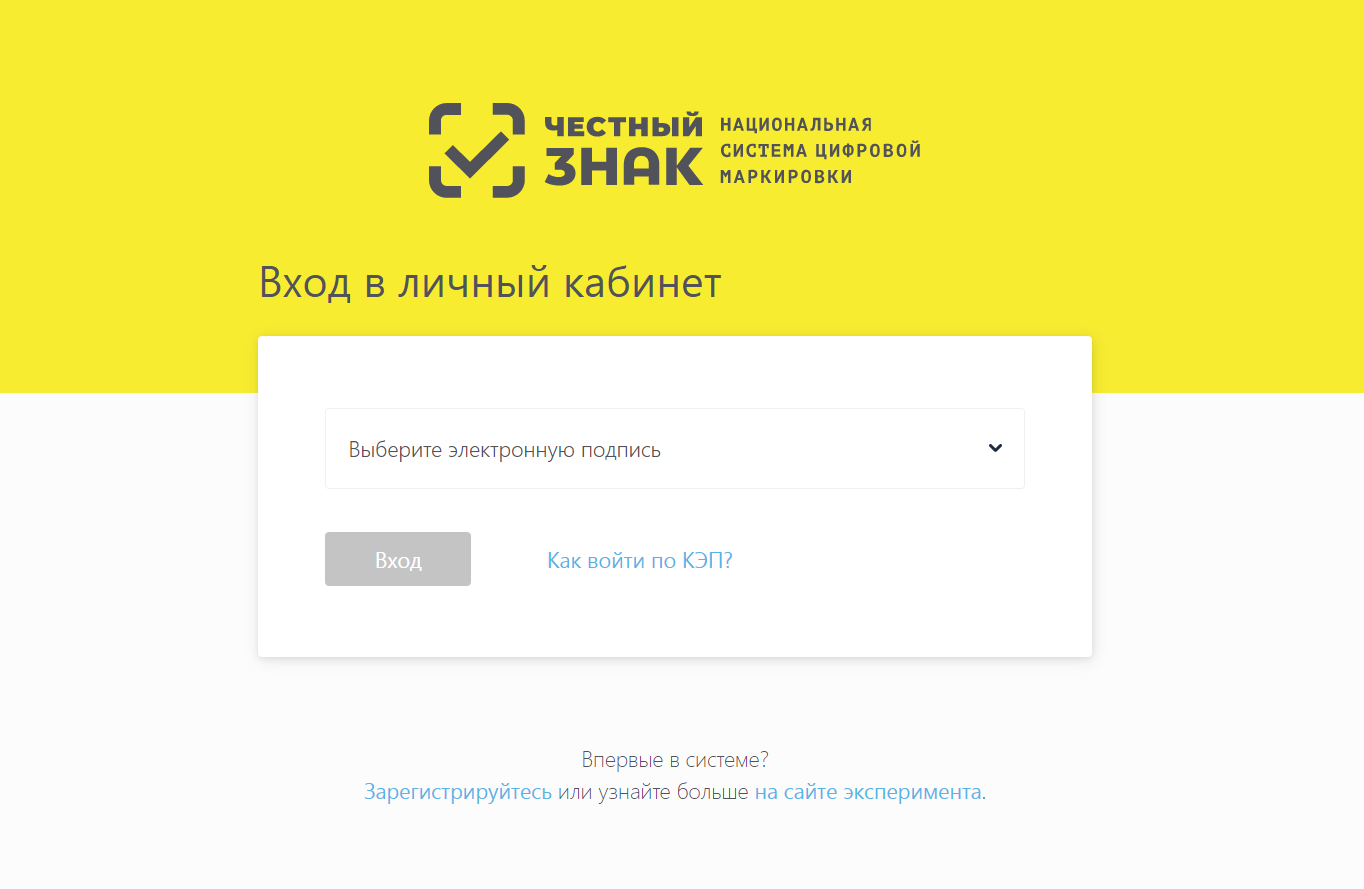 ЧЕСТНЫЙ
ЗНАК
НАЦИОНАЛЬНАЯ
СИСТЕМА ЦИФРОВОЙ
МАРКИРОВКИ
Вход в личный кабинет
Выберите электронную подпись
Вход
Как войти по КЭП?
Впервые в системе?
Зарегистрируйтесь или узнайте больше на сайте эксперимента.